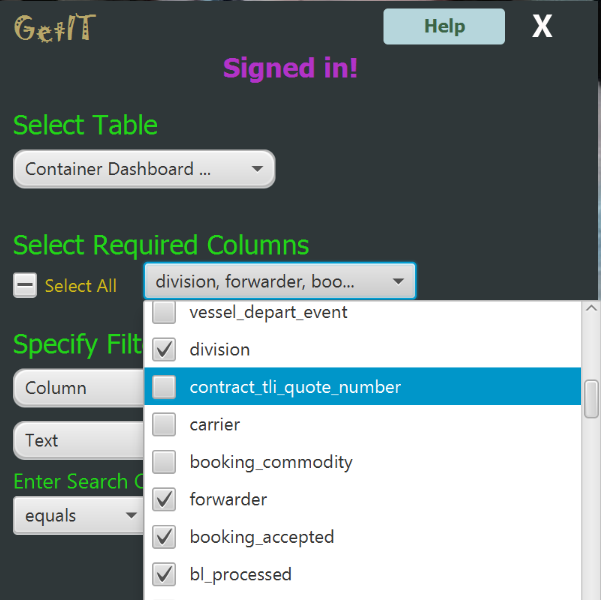 GetIT
Help
X
Signed in!
Select Table
Container Dashboard ...
Select Required Columns
Select All
division, forwarder, boo...
vessel_depart_event
Specify Filt
division
Column
contract_tli_quote_number
carrier
Text
booking_commodity
Enter Search
forwarder
equals
booking_accepted
bl_processed